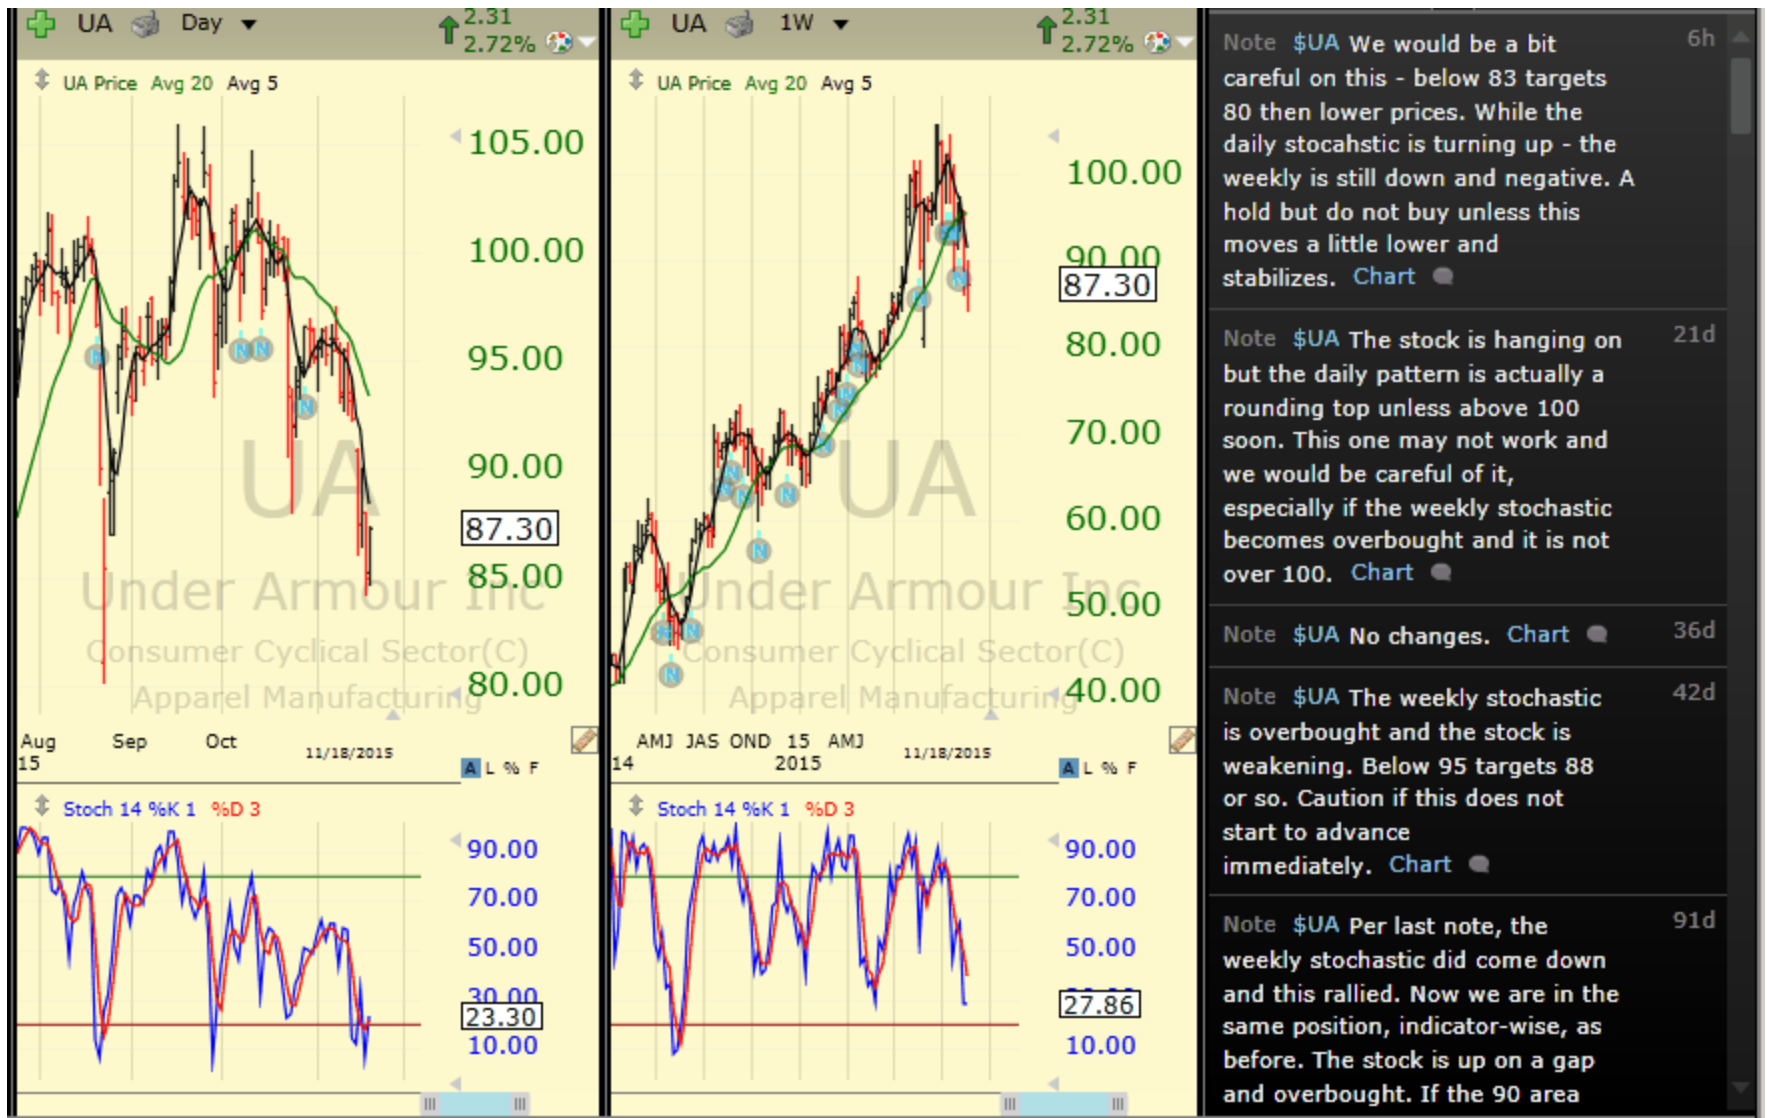 UA Day 2.31
2.72%
UA Price Avg 20 Avg 5
105.00
100.00
95.00
90.00
87.30
85.00
80.00
UA
Under Armour Inc
Consumer Cyclical Sector(C)
Apparel Manufacturing
Aug Sep Oct 11/18/2015
15
A L % F
Stoch 14 %K 1 %D 3
90.00
70.00
50.00
30.00
23.30
10.00
UA 1W 2.31
2.72%
UA Price Avg 20 Avg 5
100.00
90.00
87.30
80.00
70.00
60.00
50.00
40.00
UA
Under Armour Inc
Consumer Cyclical Sector(C)
Apparel Manufacturing
AMJ JAS OND 15 AMJ 11/18/2015
14 2015
A L % F
Stoch 14 %K 1 %D 3
90.00
70.00
50.00
27.86
10.00
Note $UA We would be a bit 6h
careful on this - below 83 targets
80 then lower prices. While the
daily stocahstic is turning up - the
weekly is still down and negative. A
hold but do not buy unless this
moves a little lower and
stabilizes. Chart
Note $UA The stock is hanging on 21d
but the daily pattern is actually a
rounding top unless above 100
soon. This one may not work and
we would be careful of it,
especially if the weekly stochastic
becomes overbought and it is not
over 100. Chart
Note $UA No changes. Chart 36d
Note $UA The weekly stochastic 42d
is overbought and the stock is
weakening. Below 95 targets 88
or so. Caution if this does not
start to advance
immediately. Chart
Note $UA Per last note, the 91d
weekly stochastic did come down
and this rallied. Now we are in the
same position, indicator-wise, as
before. The stock is up on a gap
and overbought. If the 90 area